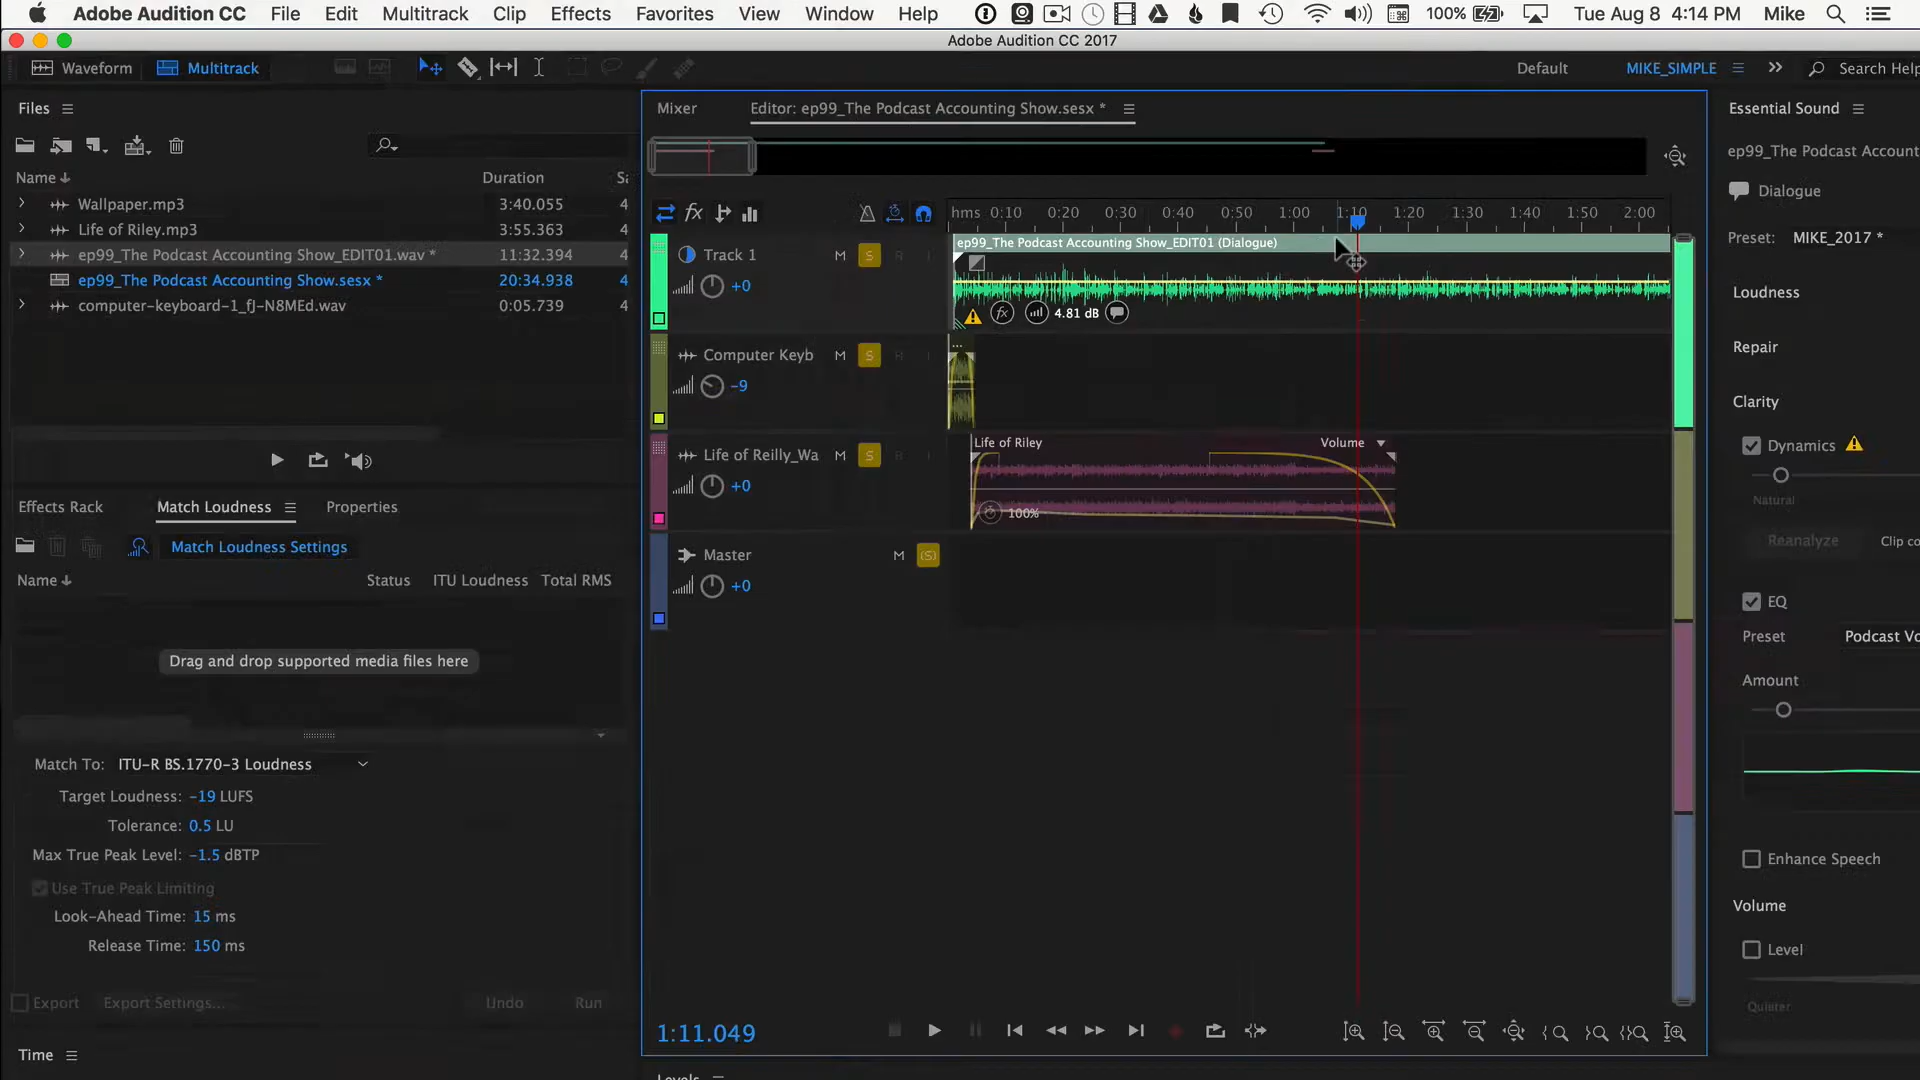 Adobe Audition CC File Edit Multitrack Clip Effects Favorites View Window Help 100% Tue Aug 8 4:14 PM Mike
Adobe Audition CC 2017
Waveform Multitrack Default MIKE_SIMPLE Search Help
Files
Name Duration
Wallpaper.mp3 3:40.055 4
Life of Riley.mp3 3:55.363 4
ep99_The Podcast Accounting Show_EDIT01.wav * 11:32.394 4
ep99_The Podcast Accounting Show.sesx * 20:34.938 4
computer-keyboard-1_fJ-N8MEd.wav 0:05.739 4
Effects Rack Match Loudness Properties
Match Loudness Settings
Name Status ITU Loudness Total RMS
Drag and drop supported media files here
Match To: ITU-R BS.1770-3 Loudness
Target Loudness: -19 LUFS
Tolerance: 0.5 LU
Max True Peak Level: -1.5 dBTP
Use True Peak Limiting
Look-Ahead Time: 15 ms
Release Time: 150 ms
Export Export Settings... Undo Run
Time
Mixer Editor: ep99_The Podcast Accounting Show.sesx *
fx hms 0:10 0:20 0:30 0:40 0:50 1:00 1:10 1:20 1:30 1:40 1:50 2:00
ep99_The Podcast Accounting Show_EDIT01 (Dialogue)
Track 1 M S R I
+0
fx 4.81 dB
...
Computer Keyb M S R I
-9
Life of Riley Volume
Life of Reilly_Wa M S R I
+0
100%
Master M (S)
+0
1:11.049
Levels
Essential Sound
ep99_The Podcast Account
Dialogue
Preset: MIKE_2017 *
Loudness
Repair
Clarity
Dynamics
Natural
Reanalyze Clip co
EQ
Preset Podcast Vo
Amount
Enhance Speech
Volume
Level
Quieter